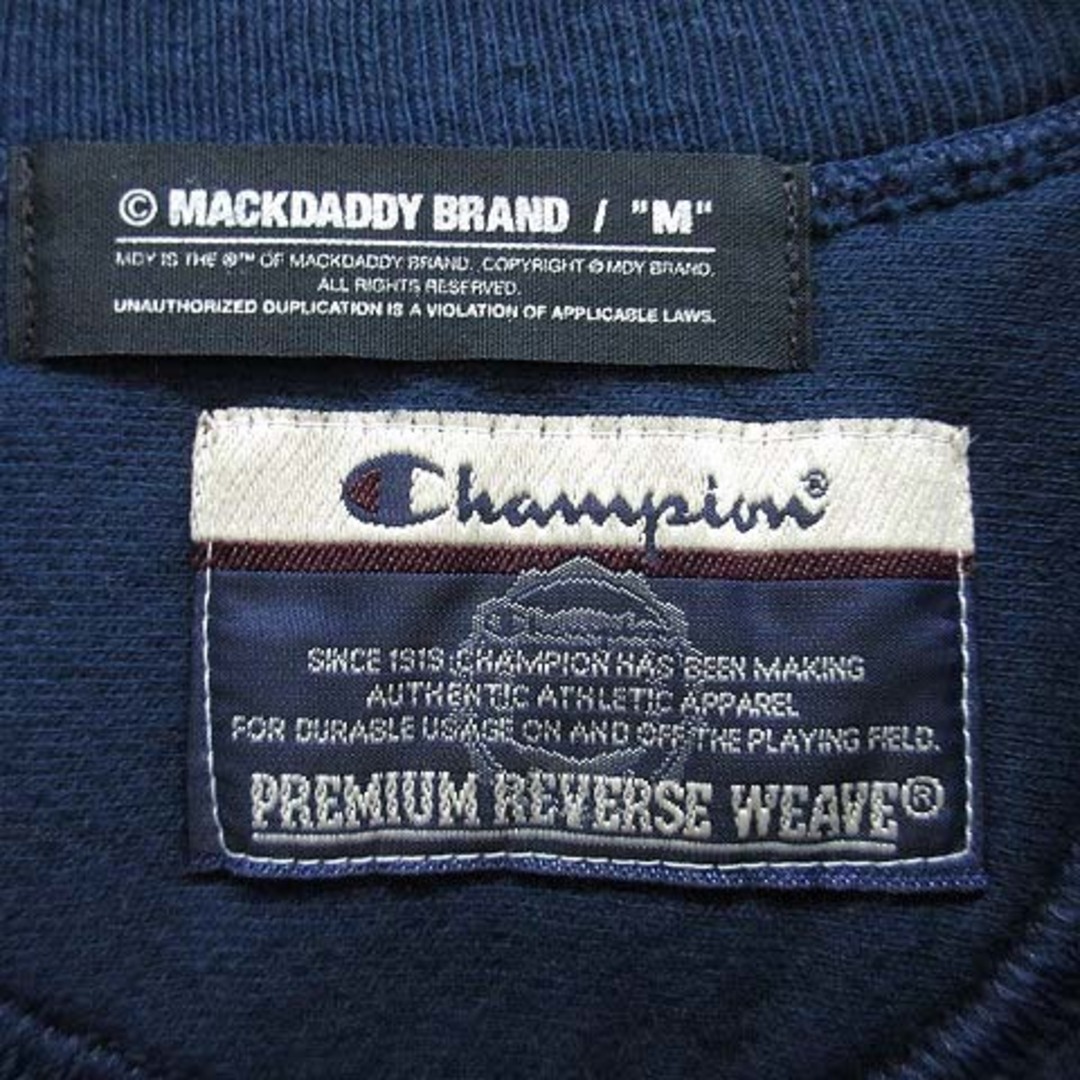 © MACKDADDY BRAND / "M"
MDY IS THE ®™ OF MACKDADDY BRAND. COPYRIGHT © MDY BRAND.
ALL RIGHTS RESERVED.
UNAUTHORIZED DUPLICATION IS A VIOLATION OF APPLICABLE LAWS.
Champion®
Champion
SINCE 1919 CHAMPION HAS BEEN MAKING
AUTHENTIC ATHLETIC APPAREL
FOR DURABLE USAGE ON AND OFF THE PLAYING FIELD.
PREMIUM REVERSE WEAVE®